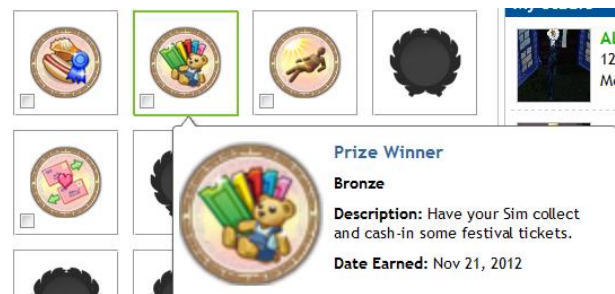 Prize Winner
Bronze
Description: Have your Sim collect
and cash-in some festival tickets.
Date Earned: Nov 21, 2012
12